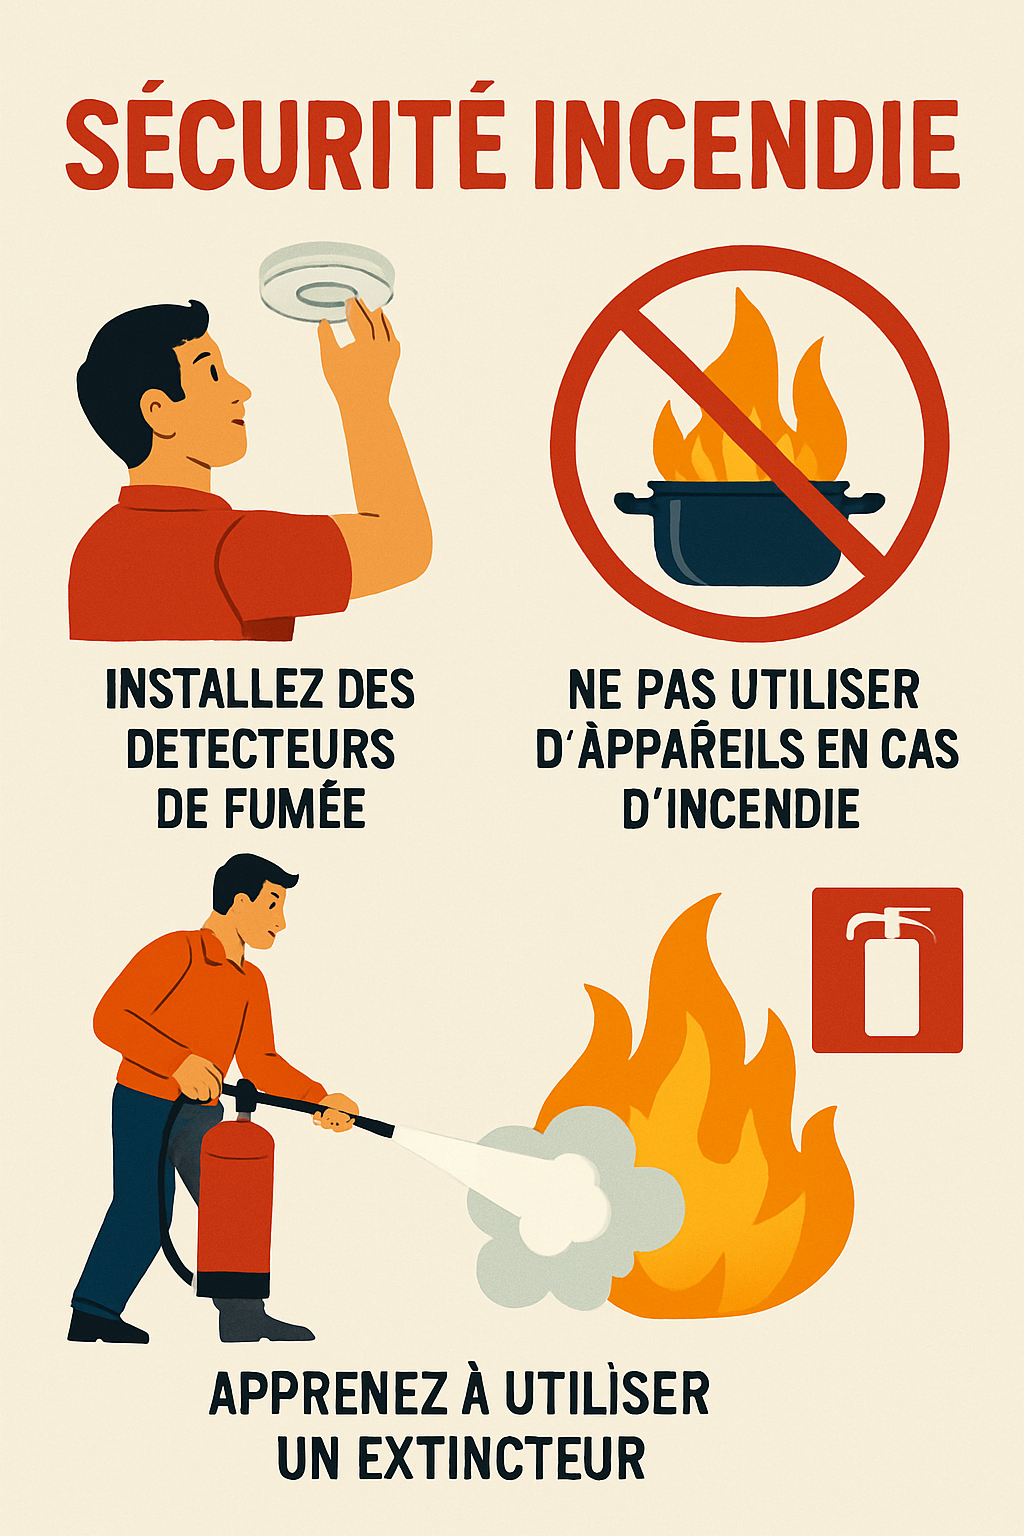 SÉCURITÉ INCENDIE
INSTALLEZ DES
DETECTEURS
DE FUMÉE
NE PAS UTILISER
D‘ÀPPAŔEILS EN CAS
D’INCENDIE
APPRENEZ À UTILÌSER
UN EXTINCTEUR